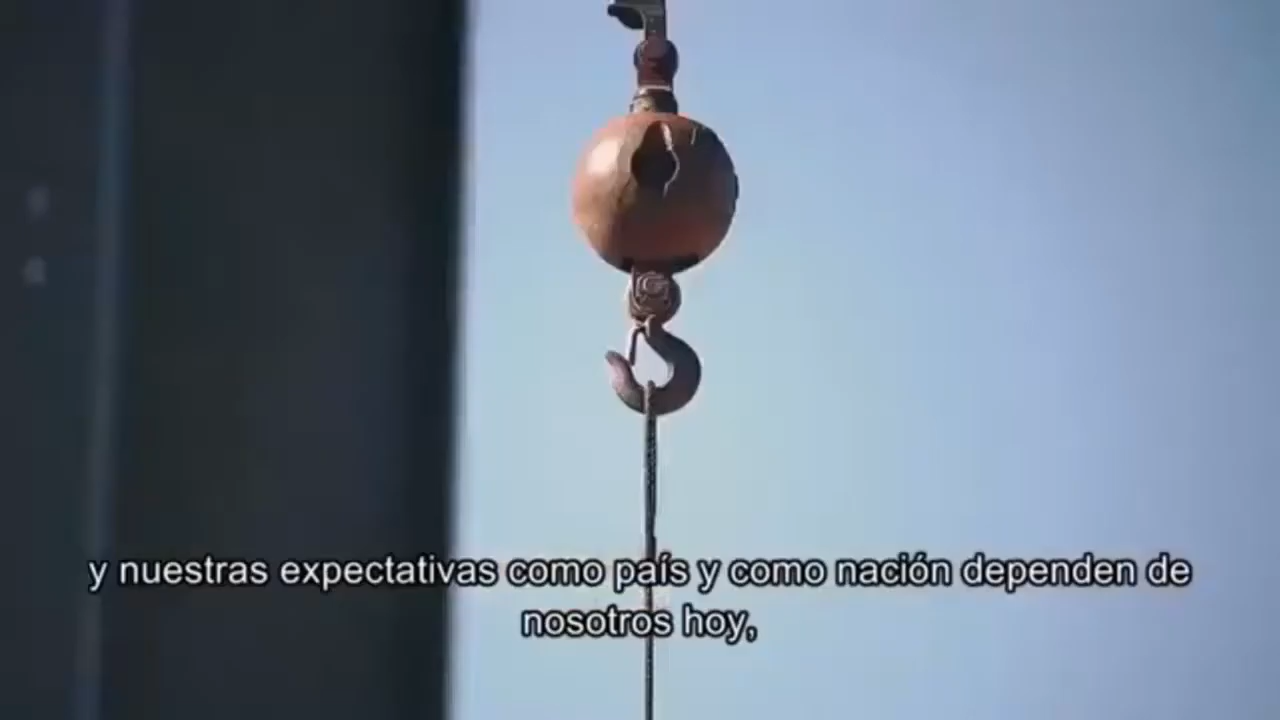 y nuestras expectativas como país y como nación dependen de
nosotros hoy,